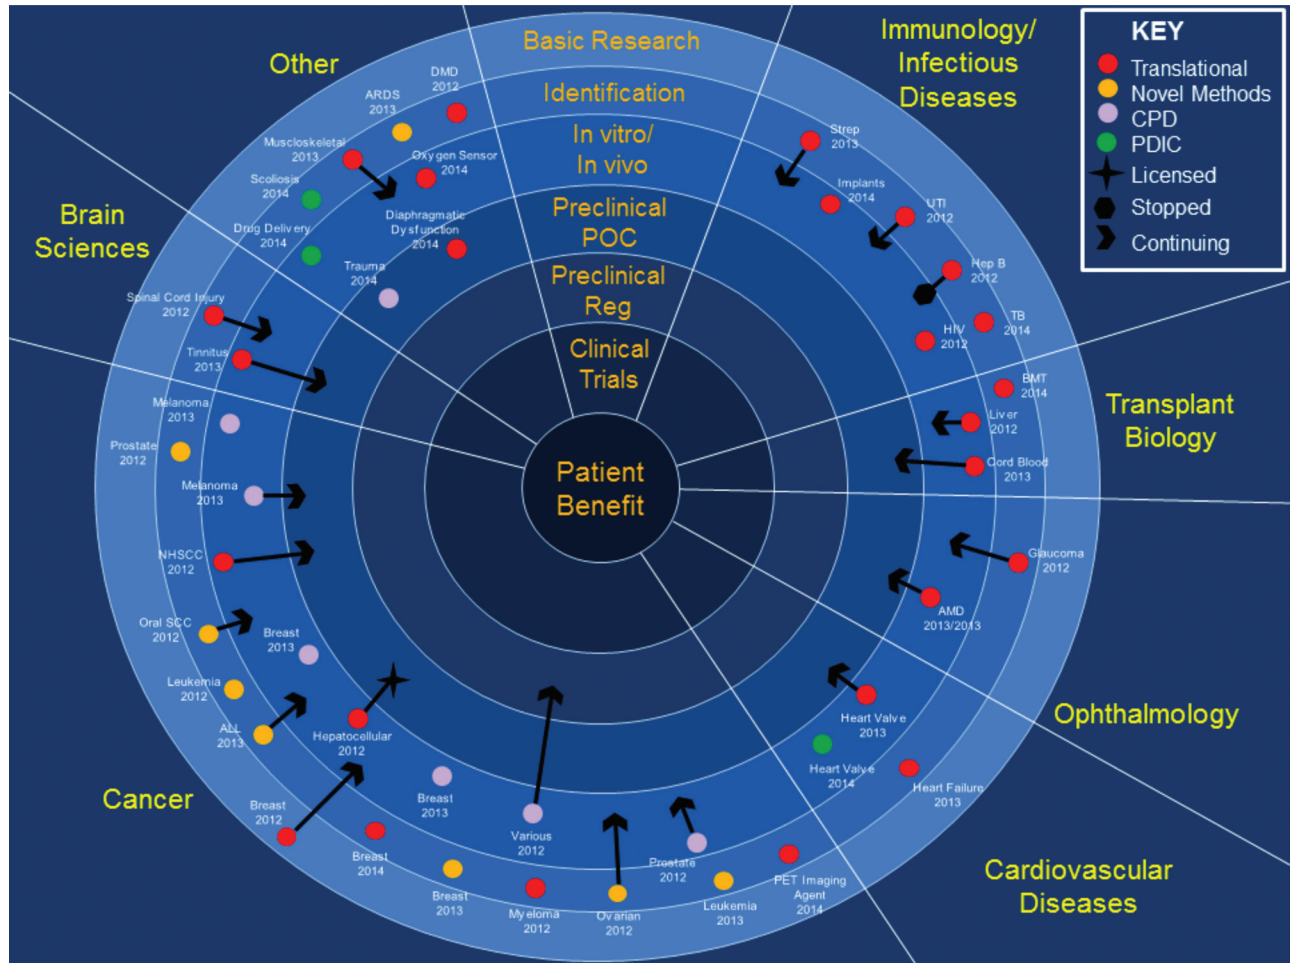 Basic Research
Identification
In vitro/
In vivo
Preclinical
POC
Preclinical
Reg
Clinical
Trials
Patient
Benefit
KEY
Translational
Novel Methods
CPD
PDIC
Licensed
Stopped
Continuing
Immunology/
Infectious
Diseases
Strep
2013
Implants
2014
UTI
2012
Hep B
2012
TB
2014
HIV
2012
Transplant
Biology
BMT
2014
Liver
2012
Cord Blood
2013
Ophthalmology
Glaucoma
2012
AMD
2013/2013
Cardiovascular
Diseases
Heart Valve
2013
Heart Valve
2014
Heart Failure
2013
Cancer
Melanoma
2013
Prostate
2012
Melanoma
2013
NHSCC
2012
Oral SCC
2012
Breast
2013
Leukemia
2012
ALL
2013
Hepatocellular
2012
Breast
2012
Breast
2014
Breast
2013
Breast
2013
Various
2012
Myeloma
2012
Ovarian
2012
Prostate
2012
Leukemia
2013
PET Imaging
Agent
2014
Brain
Sciences
Spinal Cord Injury
2012
Tinnitus
2013
Other
DMD
2012
ARDS
2013
Muscloskeletal
2013
Oxygen Sensor
2014
Scoliosis
2014
Drug Delivery
2014
Diaphragmatic
Dysfunction
2014
Trauma
2014